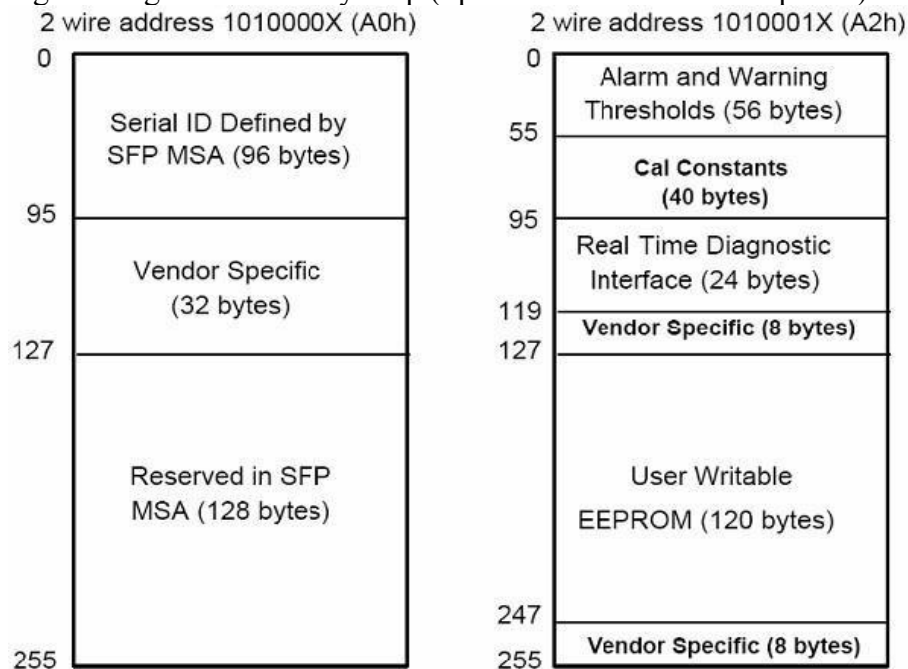 2 wire address 1010000X (A0h)
0
Serial ID Defined by
SFP MSA (96 bytes)
95
Vendor Specific
(32 bytes)
127
Reserved in SFP
MSA (128 bytes)
255
2 wire address 1010001X (A2h)
0
Alarm and Warning
Thresholds (56 bytes)
55
Cal Constants
(40 bytes)
95
Real Time Diagnostic
Interface (24 bytes)
119
Vendor Specific (8 bytes)
127
User Writable
EEPROM (120 bytes)
247
Vendor Specific (8 bytes)
255